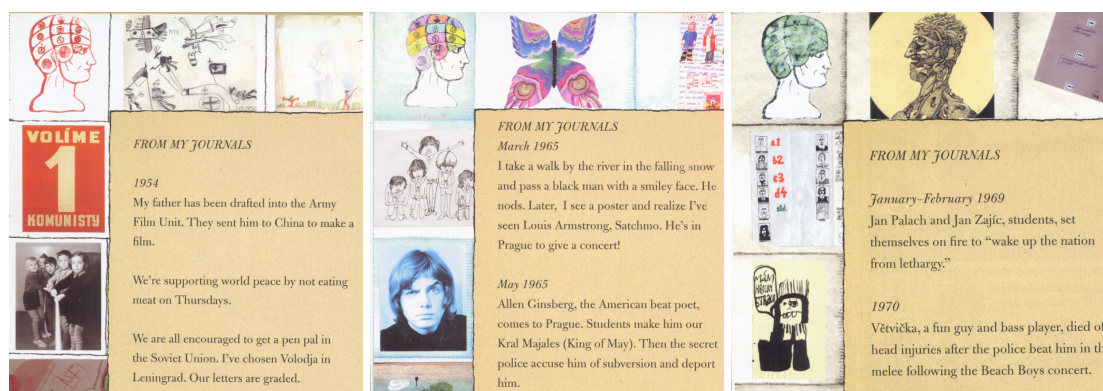 VOLÍME
1
KOMUNISTY
FROM MY JOURNALS
1954
My father has been drafted into the Army
Film Unit. They sent him to China to make a
film.
We're supporting world peace by not eating
meat on Thursdays.
We are all encouraged to get a pen pal in
the Soviet Union. I've chosen Volodja in
Leningrad. Our letters are graded.
4
FROM MY JOURNALS
March 1965
I take a walk by the river in the falling snow
and pass a black man with a smiley face. He
nods. Later, I see a poster and realize I've
seen Louis Armstrong, Satchmo. He's in
Prague to give a concert!
May 1965
Allen Ginsberg, the American beat poet,
comes to Prague. Students make him our
Kral Majales (King of May). Then the secret
police accuse him of subversion and deport
him.
a1
b2
c3
d4
MÁM
STRACH
FROM MY JOURNALS
January–February 1969
Jan Palach and Jan Zajíc, students, set
themselves on fire to "wake up the nation
from lethargy."
1970
Větvička, a fun guy and bass player, died of
head injuries after the police beat him in the
melee following the Beach Boys concert.